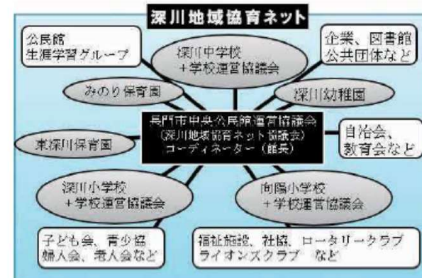 深川地域協育ネット
公民館
生涯学習グループ
深川中学校
+学校運営協議会
企業、図書館
公共団体など
みのり保育園
深川幼稚園
長門市中央公民館運営協議会
(深川地域協育ネット協議会)
コーディネーター(館長)
東深川保育園
自治会、
教育会など
深川小学校
+学校運営協議会
向陽小学校
+学校運営協議会
子ども会、青少協
婦人会、老人会など
福祉施設、社協、ロータリークラブ
ライオンズクラブ など